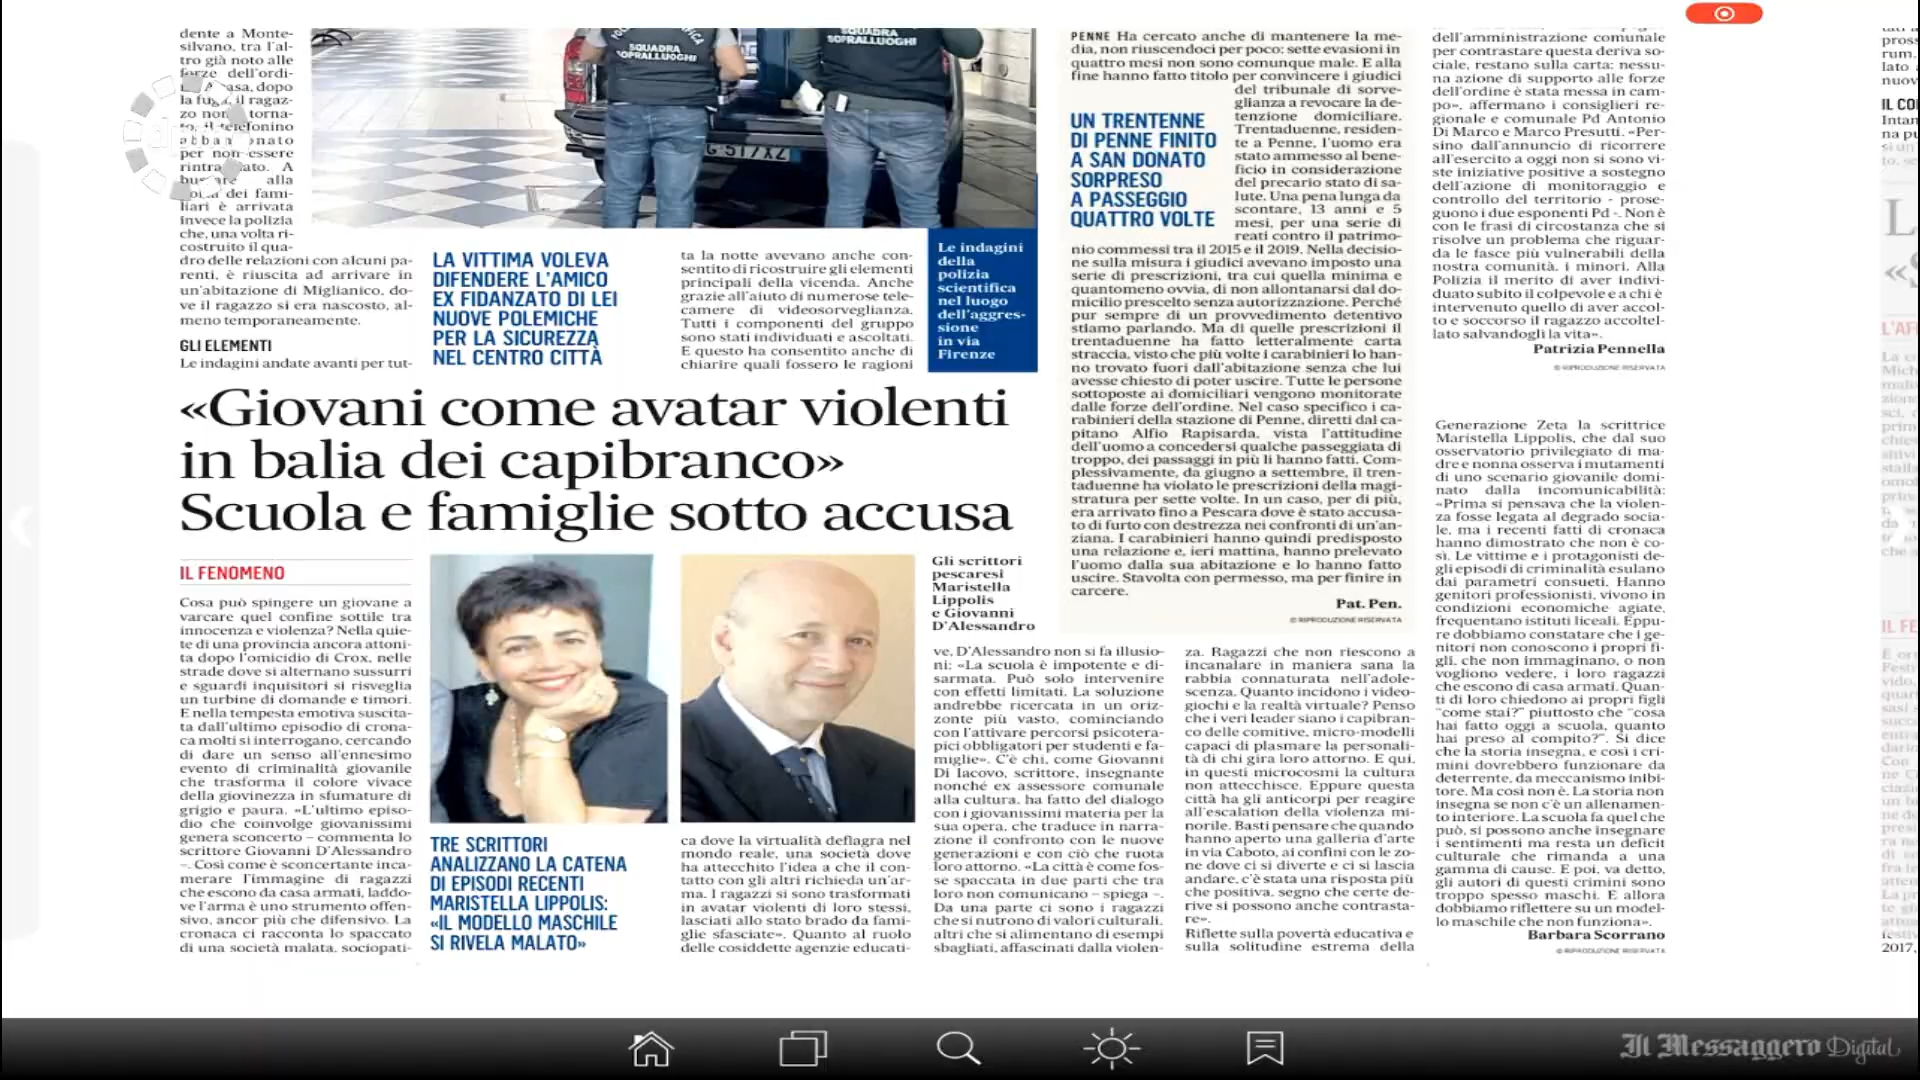 dente a Monte-
silvano, tra l'al-
tro già noto alle
forze dell'ordi-
dopo
la fuga, il ragaz-
zo non
per non essere
alla
dei fami-
liari è arrivata
invece la polizia
che, una volta ri-
costruito il qua-
dro delle relazioni con alcuni pa-
renti, è riuscita ad arrivare in
un'abitazione di Miglianico, do-
ve il ragazzo si era nascosto, al-
meno temporaneamente.
GLI ELEMENTI
Le indagini andate avanti per tut-
SQUADRA
SOPRALLUOGHI
SQUADRA
SOPRALLUOGHI
LA VITTIMA VOLEVA
DIFENDERE L'AMICO
EX FIDANZATO DI LEI
NUOVE POLEMICHE
PER LA SICUREZZA
NEL CENTRO CITTÀ
ta la notte avevano anche con-
sentito di ricostruire gli elementi
principali della vicenda. Anche
grazie all'aiuto di numerose tele-
camere di videosorveglianza.
Tutti i componenti del gruppo
sono stati individuati e ascoltati.
E questo ha consentito anche di
chiarire quali fossero le ragioni
Le indagini
della
polizia
scientifica
nel luogo
dell'aggres-
sione
in via
Firenze
PENNE Ha cercato anche di mantenere la me-
dia, non riuscendoci per poco: sette evasioni in
quattro mesi non sono comunque male. E alla
fine hanno fatto titolo per convincere i giudici
del tribunale di sorve-
glianza a revocare la de-
tenzione domiciliare.
Trentaduenne, residen-
te a Penne, l'uomo era
stato ammesso al bene-
ficio in considerazione
del precario stato di sa-
lute. Una pena lunga da
scontare, 13 anni e 5
mesi, per una serie di
reati contro il patrimo-
UN TRENTENNE
DI PENNE FINITO
A SAN DONATO
SORPRESO
A PASSEGGIO
QUATTRO VOLTE
nio commessi tra il 2015 e il 2019. Nella decisio-
ne sulla misura i giudici avevano imposto una
serie di prescrizioni, tra cui quella minima e
quantomeno ovvia, di non allontanarsi dal do-
micilio prescelto senza autorizzazione. Perché
pur sempre di un provvedimento detentivo
stiamo parlando. Ma di quelle prescrizioni il
trentaduenne ha fatto letteralmente carta
straccia, visto che più volte i carabinieri lo han-
no trovato fuori dall'abitazione senza che lui
avesse chiesto di poter uscire. Tutte le persone
sottoposte ai domiciliari vengono monitorate
dalle forze dell'ordine. Nel caso specifico i ca-
rabinieri della stazione di Penne, diretti dal ca-
pitano Alfio Rapisarda, vista l'attitudine
dell'uomo a concedersi qualche passeggiata di
troppo, dei passaggi in più li hanno fatti. Com-
plessivamente, da giugno a settembre, il tren-
taduenne ha violato le prescrizioni della magi-
stratura per sette volte. In un caso, per di più,
era arrivato fino a Pescara dove è stato accusa-
to di furto con destrezza nei confronti di un'an-
ziana. I carabinieri hanno quindi predisposto
una relazione e, ieri mattina, hanno prelevato
l'uomo dalla sua abitazione e lo hanno fatto
uscire. Stavolta con permesso, ma per finire in
carcere.
Pat. Pen.
© RIPRODUZIONE RISERVATA
dell'amministrazione comunale
per contrastare questa deriva so-
ciale, restano sulla carta: nessu-
na azione di supporto alle forze
dell'ordine è stata messa in cam-
po», affermano i consiglieri re-
gionale e comunale Pd Antonio
Di Marco e Marco Presutti. «Per-
sino dall'annuncio di ricorrere
all'esercito a oggi non si sono vi-
ste iniziative positive a sostegno
dell'azione di monitoraggio e
controllo del territorio - prose-
guono i due esponenti Pd -. Non è
con le frasi di circostanza che si
risolve un problema che riguar-
da le fasce più vulnerabili della
nostra comunità, i minori. Alla
Polizia il merito di aver indivi-
duato subito il colpevole e a chi è
intervenuto quello di aver accol-
to e soccorso il ragazzo accoltel-
lato salvandogli la vita».
Patrizia Pennella
© RIPRODUZIONE RISERVATA
«Giovani come avatar violenti
in balia dei capibranco»
Scuola e famiglie sotto accusa
IL FENOMENO
Cosa può spingere un giovane a
varcare quel confine sottile tra
innocenza e violenza? Nella quie-
te di una provincia ancora attoni-
ta dopo l'omicidio di Crox, nelle
strade dove si alternano sussurri
e sguardi inquisitori si risveglia
un turbine di domande e timori.
E nella tempesta emotiva suscita-
ta dall'ultimo episodio di crona-
ca molti si interrogano, cercando
di dare un senso all'ennesimo
evento di criminalità giovanile
che trasforma il colore vivace
della giovinezza in sfumature di
grigio e paura. «L'ultimo episo-
dio che coinvolge giovanissimi
genera sconcerto – commenta lo
scrittore Giovanni D'Alessandro
–. Così come è sconcertante inca-
merare l'immagine di ragazzi
che escono da casa armati, laddo-
ve l'arma è uno strumento offen-
sivo, ancor più che difensivo. La
cronaca ci racconta lo spaccato
di una società malata, sociopati-
TRE SCRITTORI
ANALIZZANO LA CATENA
DI EPISODI RECENTI
MARISTELLA LIPPOLIS:
«IL MODELLO MASCHILE
SI RIVELA MALATO»
ca dove la virtualità deflagra nel
mondo reale, una società dove
ha attecchito l'idea a che il con-
tatto con gli altri richieda un'ar-
ma. I ragazzi si sono trasformati
in avatar violenti di loro stessi,
lasciati allo stato brado da fami-
glie sfasciate». Quanto al ruolo
delle cosiddette agenzie educati-
Gli scrittori
pescaresi
Maristella
Lippolis
e Giovanni
D'Alessandro
ve, D'Alessandro non si fa illusio-
ni: «La scuola è impotente e di-
sarmata. Può solo intervenire
con effetti limitati. La soluzione
andrebbe ricercata in un oriz-
zonte più vasto, cominciando
con l'attivare percorsi psicotera-
pici obbligatori per studenti e fa-
miglie». C'è chi, come Giovanni
Di Iacovo, scrittore, insegnante
nonché ex assessore comunale
alla cultura, ha fatto del dialogo
con i giovanissimi materia per la
sua opera, che traduce in narra-
zione il confronto con le nuove
generazioni e con ciò che ruota
loro attorno. «La città è come fos-
se spaccata in due parti che tra
loro non comunicano – spiega –.
Da una parte ci sono i ragazzi
che si nutrono di valori culturali,
altri che si alimentano di esempi
sbagliati, affascinati dalla violen-
za. Ragazzi che non riescono a
incanalare in maniera sana la
rabbia connaturata nell'adole-
scenza. Quanto incidono i video-
giochi e la realtà virtuale? Penso
che i veri leader siano i capibran-
co delle comitive, micro-modelli
capaci di plasmare la personali-
tà di chi gira loro attorno. E qui,
in questi microcosmi la cultura
non attecchisce. Eppure questa
città ha gli anticorpi per reagire
all'escalation della violenza mi-
norile. Basti pensare che quando
hanno aperto una galleria d'arte
in via Caboto, ai confini con le zo-
ne dove ci si diverte e ci si lascia
andare, c'è stata una risposta più
che positiva, segno che certe de-
rive si possono anche contrasta-
re».
Riflette sulla povertà educativa e
sulla solitudine estrema della
Generazione Zeta la scrittrice
Maristella Lippolis, che dal suo
osservatorio privilegiato di ma-
dre e nonna osserva i mutamenti
di uno scenario giovanile domi-
nato dalla incomunicabilità:
«Prima si pensava che la violen-
za fosse legata al degrado socia-
le, ma i recenti fatti di cronaca
hanno dimostrato che non è co-
sì. Le vittime e i protagonisti de-
gli episodi di criminalità esulano
dai parametri consueti. Hanno
genitori professionisti, vivono in
condizioni economiche agiate,
frequentano istituti liceali. Eppu-
re dobbiamo constatare che i ge-
nitori non conoscono i propri fi-
gli, che non immaginano, o non
vogliono vedere, i loro ragazzi
che escono di casa armati. Quan-
ti di loro chiedono ai propri figli
"come stai?" piuttosto che "cosa
hai fatto oggi a scuola, quanto
hai preso al compito?". Si dice
che la storia insegna, e così i cri-
mini dovrebbero funzionare da
deterrente, da meccanismo inibi-
tore. Ma così non è. La storia non
insegna se non c'è un allenamen-
to interiore. La scuola fa quel che
può, si possono anche insegnare
i sentimenti ma resta un deficit
culturale che rimanda a una
gamma di cause. E poi, va detto,
gli autori di questi crimini sono
troppo spesso maschi. E allora
dobbiamo riflettere su un model-
lo maschile che non funziona».
Barbara Scorrano
© RIPRODUZIONE RISERVATA
2017,
Il Messaggero Digital